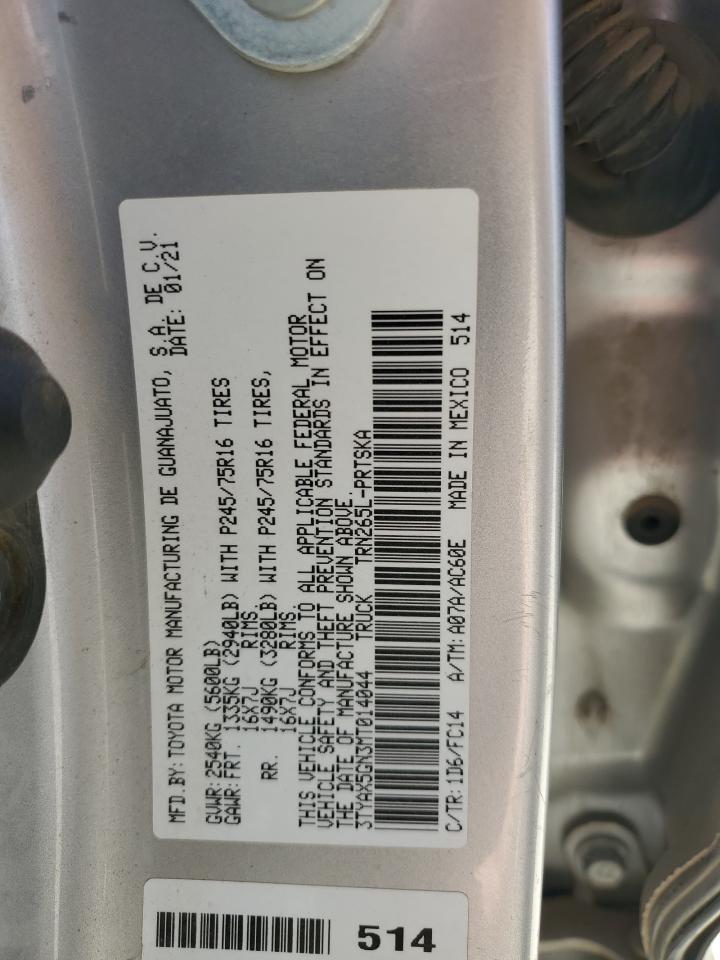 MFD.BY:TOYOTA MOTOR MANUFACTURING DE GUANAJUATO, S.A. DE C.V.
DATE: 01/21
GVWR:2540KG (5600LB)
GAWR:FRT. 1335KG (2940LB) WITH P245/75R16 TIRES
16X7J RIMS
RR. 1490KG (3280LB) WITH P245/75R16 TIRES,
16X7J RIMS
THIS VEHICLE CONFORMS TO ALL APPLICABLE FEDERAL MOTOR
VEHICLE SAFETY AND THEFT PREVENTION STANDARDS IN EFFECT ON
THE DATE OF MANUFACTURE SHOWN ABOVE.
3TYAX5GN3MT014044 TRUCK TRN265L-PRTSKA
C/TR:1D6/FC14 A/TM:A07A/AC60E MADE IN MEXICO 514
514